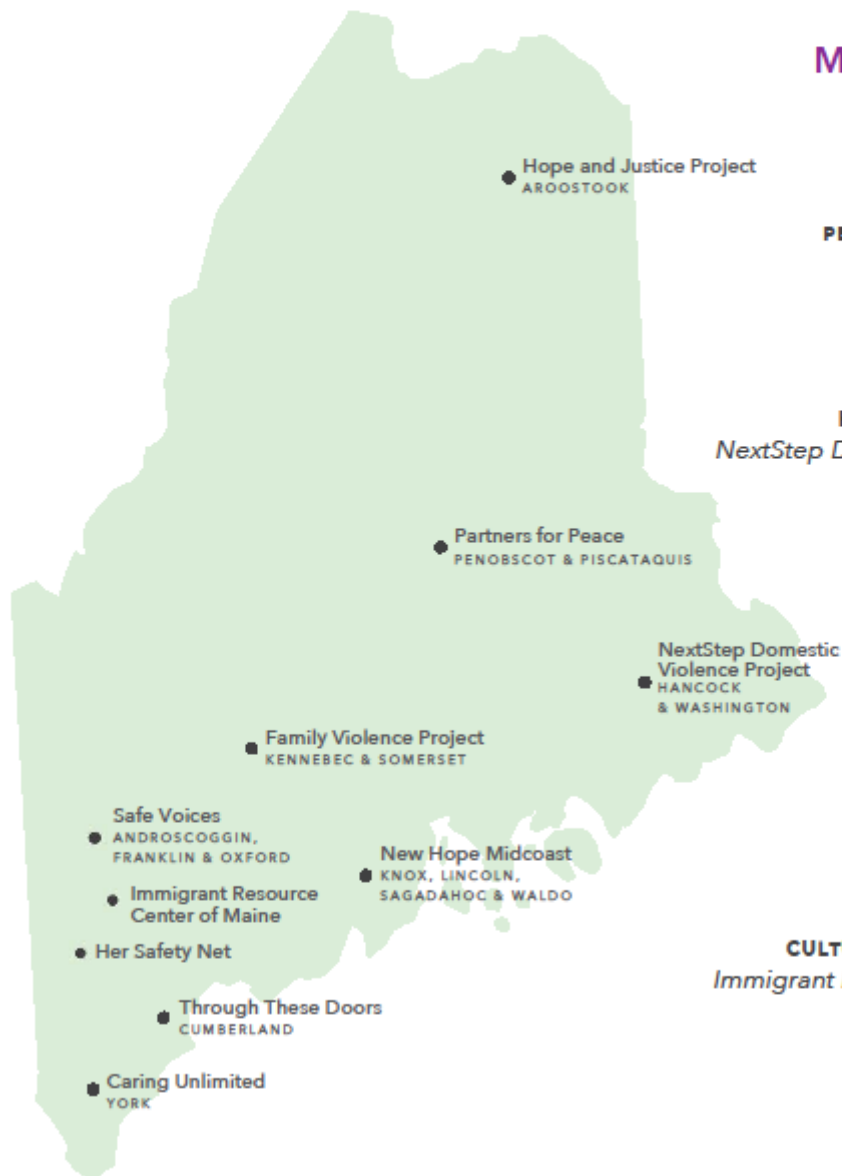 M
Hope and Justice Project
AROOSTOOK
PE
NextStep D
Partners for Peace
PENOBSCOT & PISCATAQUIS
NextStep Domestic
Violence Project
HANCOCK
& WASHINGTON
Family Violence Project
KENNEBEC & SOMERSET
Safe Voices
ANDROSCOGGIN,
FRANKLIN & OXFORD
New Hope Midcoast
KNOX, LINCOLN,
SAGADAHOC & WALDO
Immigrant Resource
Center of Maine
Her Safety Net
CULT
Immigrant
Through These Doors
CUMBERLAND
Caring Unlimited
YORK